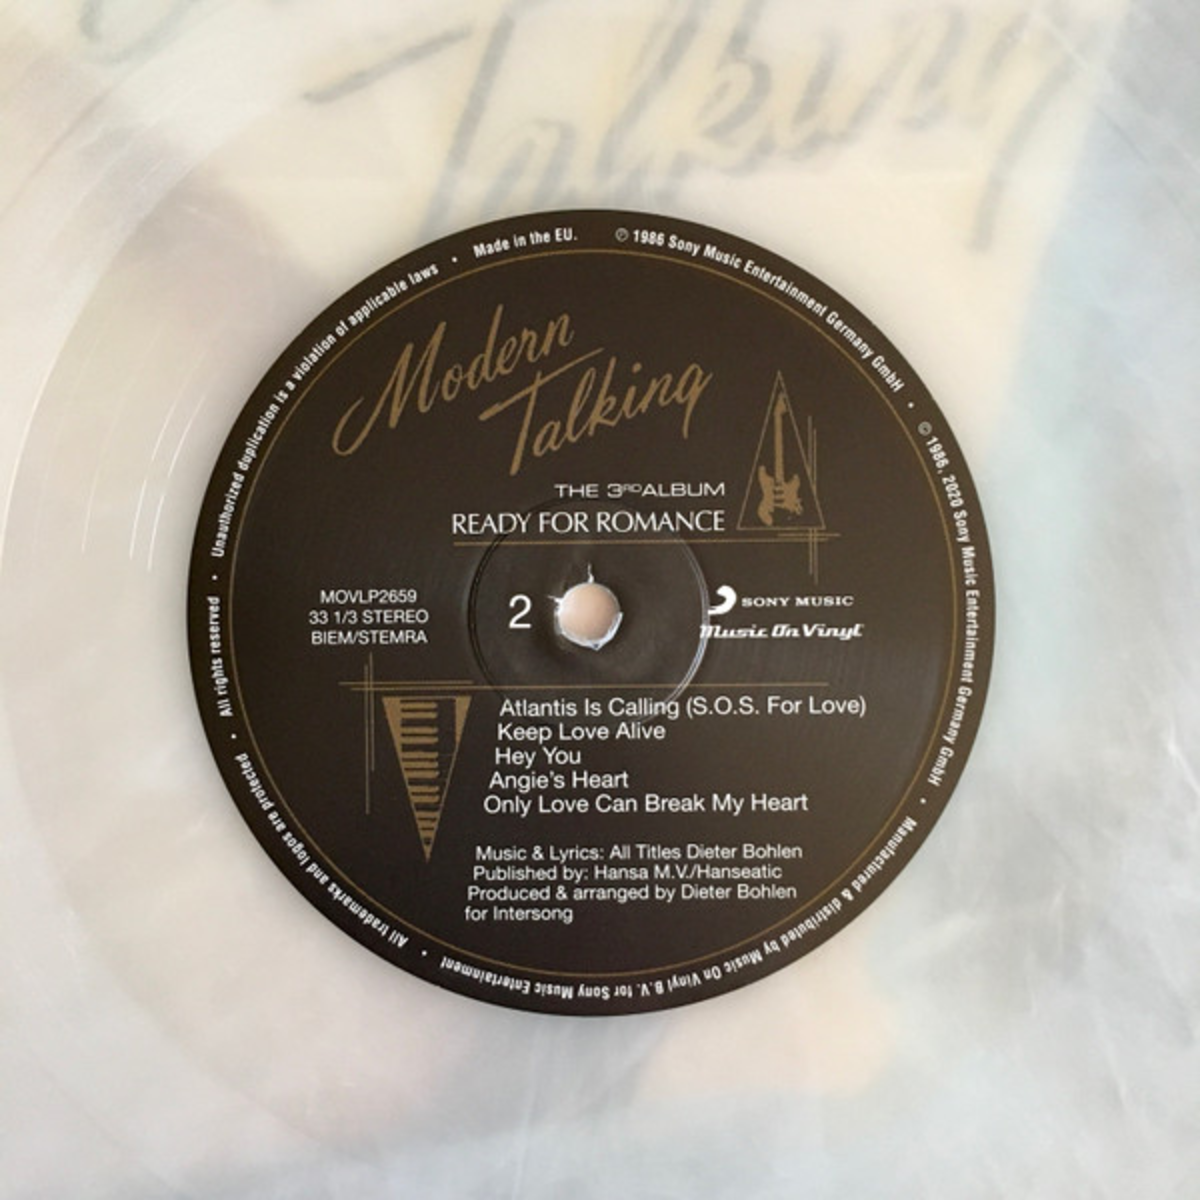 Talking
Made in the EU. ℗ 1986 Sony Music Entertainment Germany GmbH • © 1986, 2020 Sony Music Entertainment Germany GmbH • Manufactured & distributed by Music On Vinyl B.V. for Sony Music Entertainment • All trademarks and logos are protected • All rights reserved • Unauthorized duplication is a violation of applicable laws •
Modern
Talking
THE 3RD ALBUM
READY FOR ROMANCE
MOVLP2659
33 1/3 STEREO
BIEM/STEMRA
2
SONY MUSIC
Music On Vinyl
Atlantis Is Calling (S.O.S. For Love)
Keep Love Alive
Hey You
Angie's Heart
Only Love Can Break My Heart
Music & Lyrics: All Titles Dieter Bohlen
Published by: Hansa M.V./Hanseatic
Produced & arranged by Dieter Bohlen
for Intersong